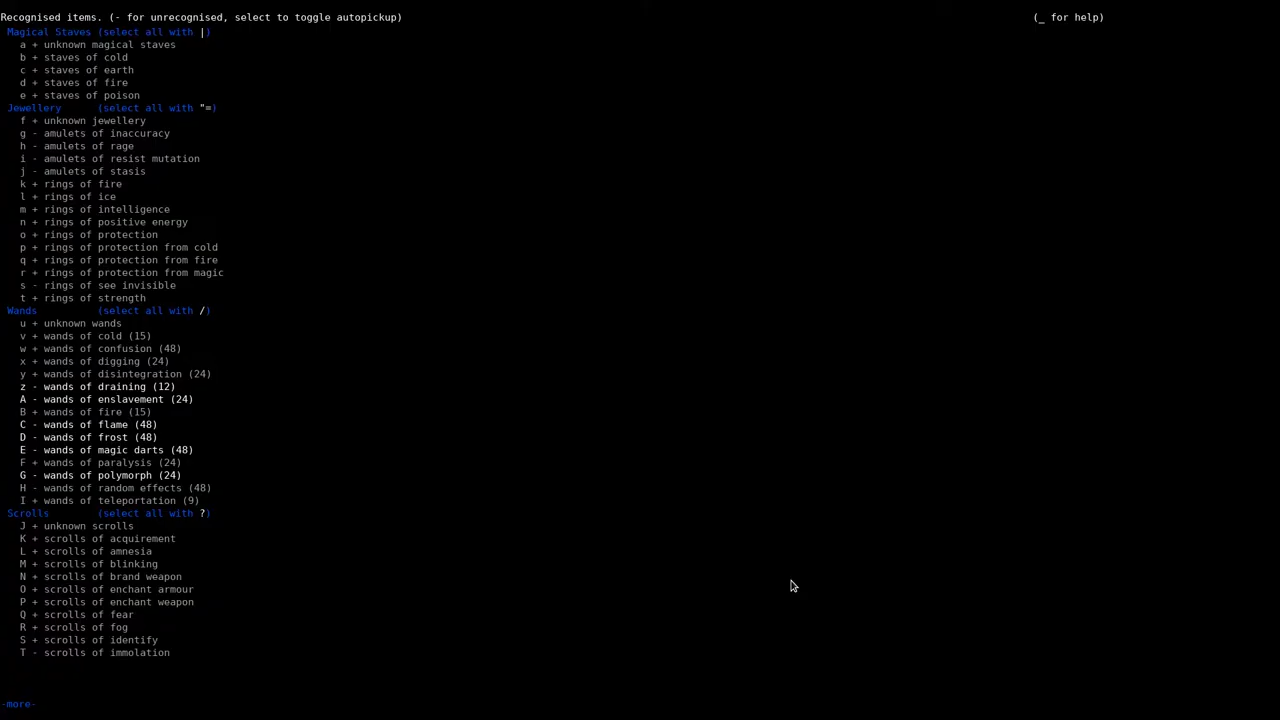 Recognised items. (- for unrecognised, select to toggle autopickup) (_ for help)
Magical Staves (select all with |)
a + unknown magical staves
b + staves of cold
c + staves of earth
d + staves of fire
e + staves of poison
Jewellery (select all with "=)
f + unknown jewellery
g - amulets of inaccuracy
h - amulets of rage
i - amulets of resist mutation
j - amulets of stasis
k + rings of fire
l + rings of ice
m + rings of intelligence
n + rings of positive energy
o + rings of protection
p + rings of protection from cold
q + rings of protection from fire
r + rings of protection from magic
s - rings of see invisible
t + rings of strength
Wands (select all with /)
u + unknown wands
v + wands of cold (15)
w + wands of confusion (48)
x + wands of digging (24)
y + wands of disintegration (24)
z - wands of draining (12)
A - wands of enslavement (24)
B + wands of fire (15)
C - wands of flame (48)
D - wands of frost (48)
E - wands of magic darts (48)
F + wands of paralysis (24)
G - wands of polymorph (24)
H - wands of random effects (48)
I + wands of teleportation (9)
Scrolls (select all with ?)
J + unknown scrolls
K + scrolls of acquirement
L + scrolls of amnesia
M + scrolls of blinking
N + scrolls of brand weapon
O + scrolls of enchant armour
P + scrolls of enchant weapon
Q + scrolls of fear
R + scrolls of fog
S + scrolls of identify
T - scrolls of immolation
-more-